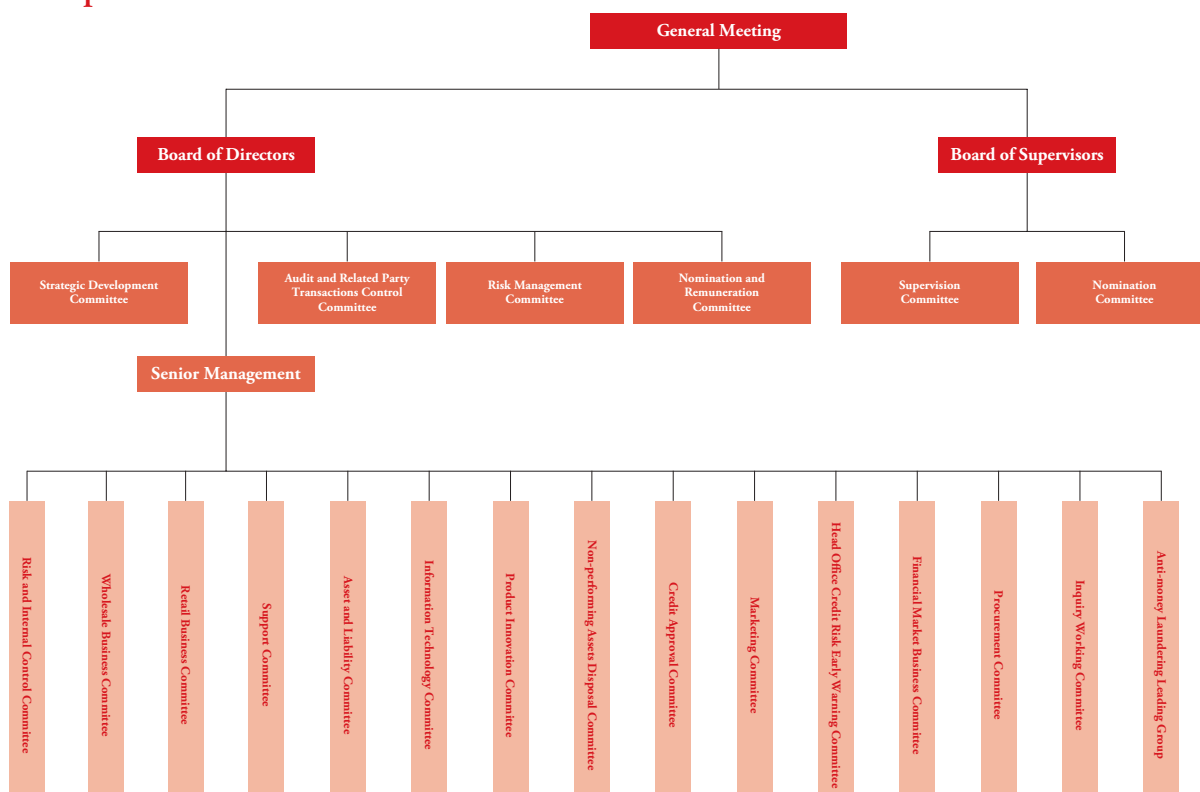 General Meeting
Board of Directors
Board of Supervisors
Strategic Development
Committee
Audit and Related Party
Transactions Control
Committee
Risk Management
Committee
Nomination and
Remuneration
Committee
Supervision
Committee
Nomination
Committee
Senior Management
Risk and Internal Control Committee
Wholesale Business Committee
Retail Business Committee
Support Committee
Asset and Liability Committee
Information Technology Committee
Product Innovation Committee
Non-performing Assets Disposal Committee
Credit Approval Committee
Marketing Committee
Head Office Credit Risk Early Warning Committee
Financial Market Business Committee
Procurement Committee
Inquiry Working Committee
Anti-money Laundering Leading Group